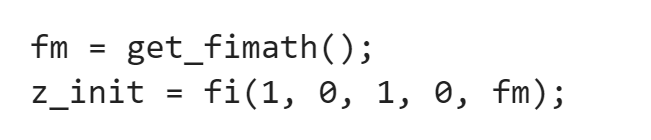 fm = get_fimath();
z_init = fi(1, 0, 1, 0, fm);